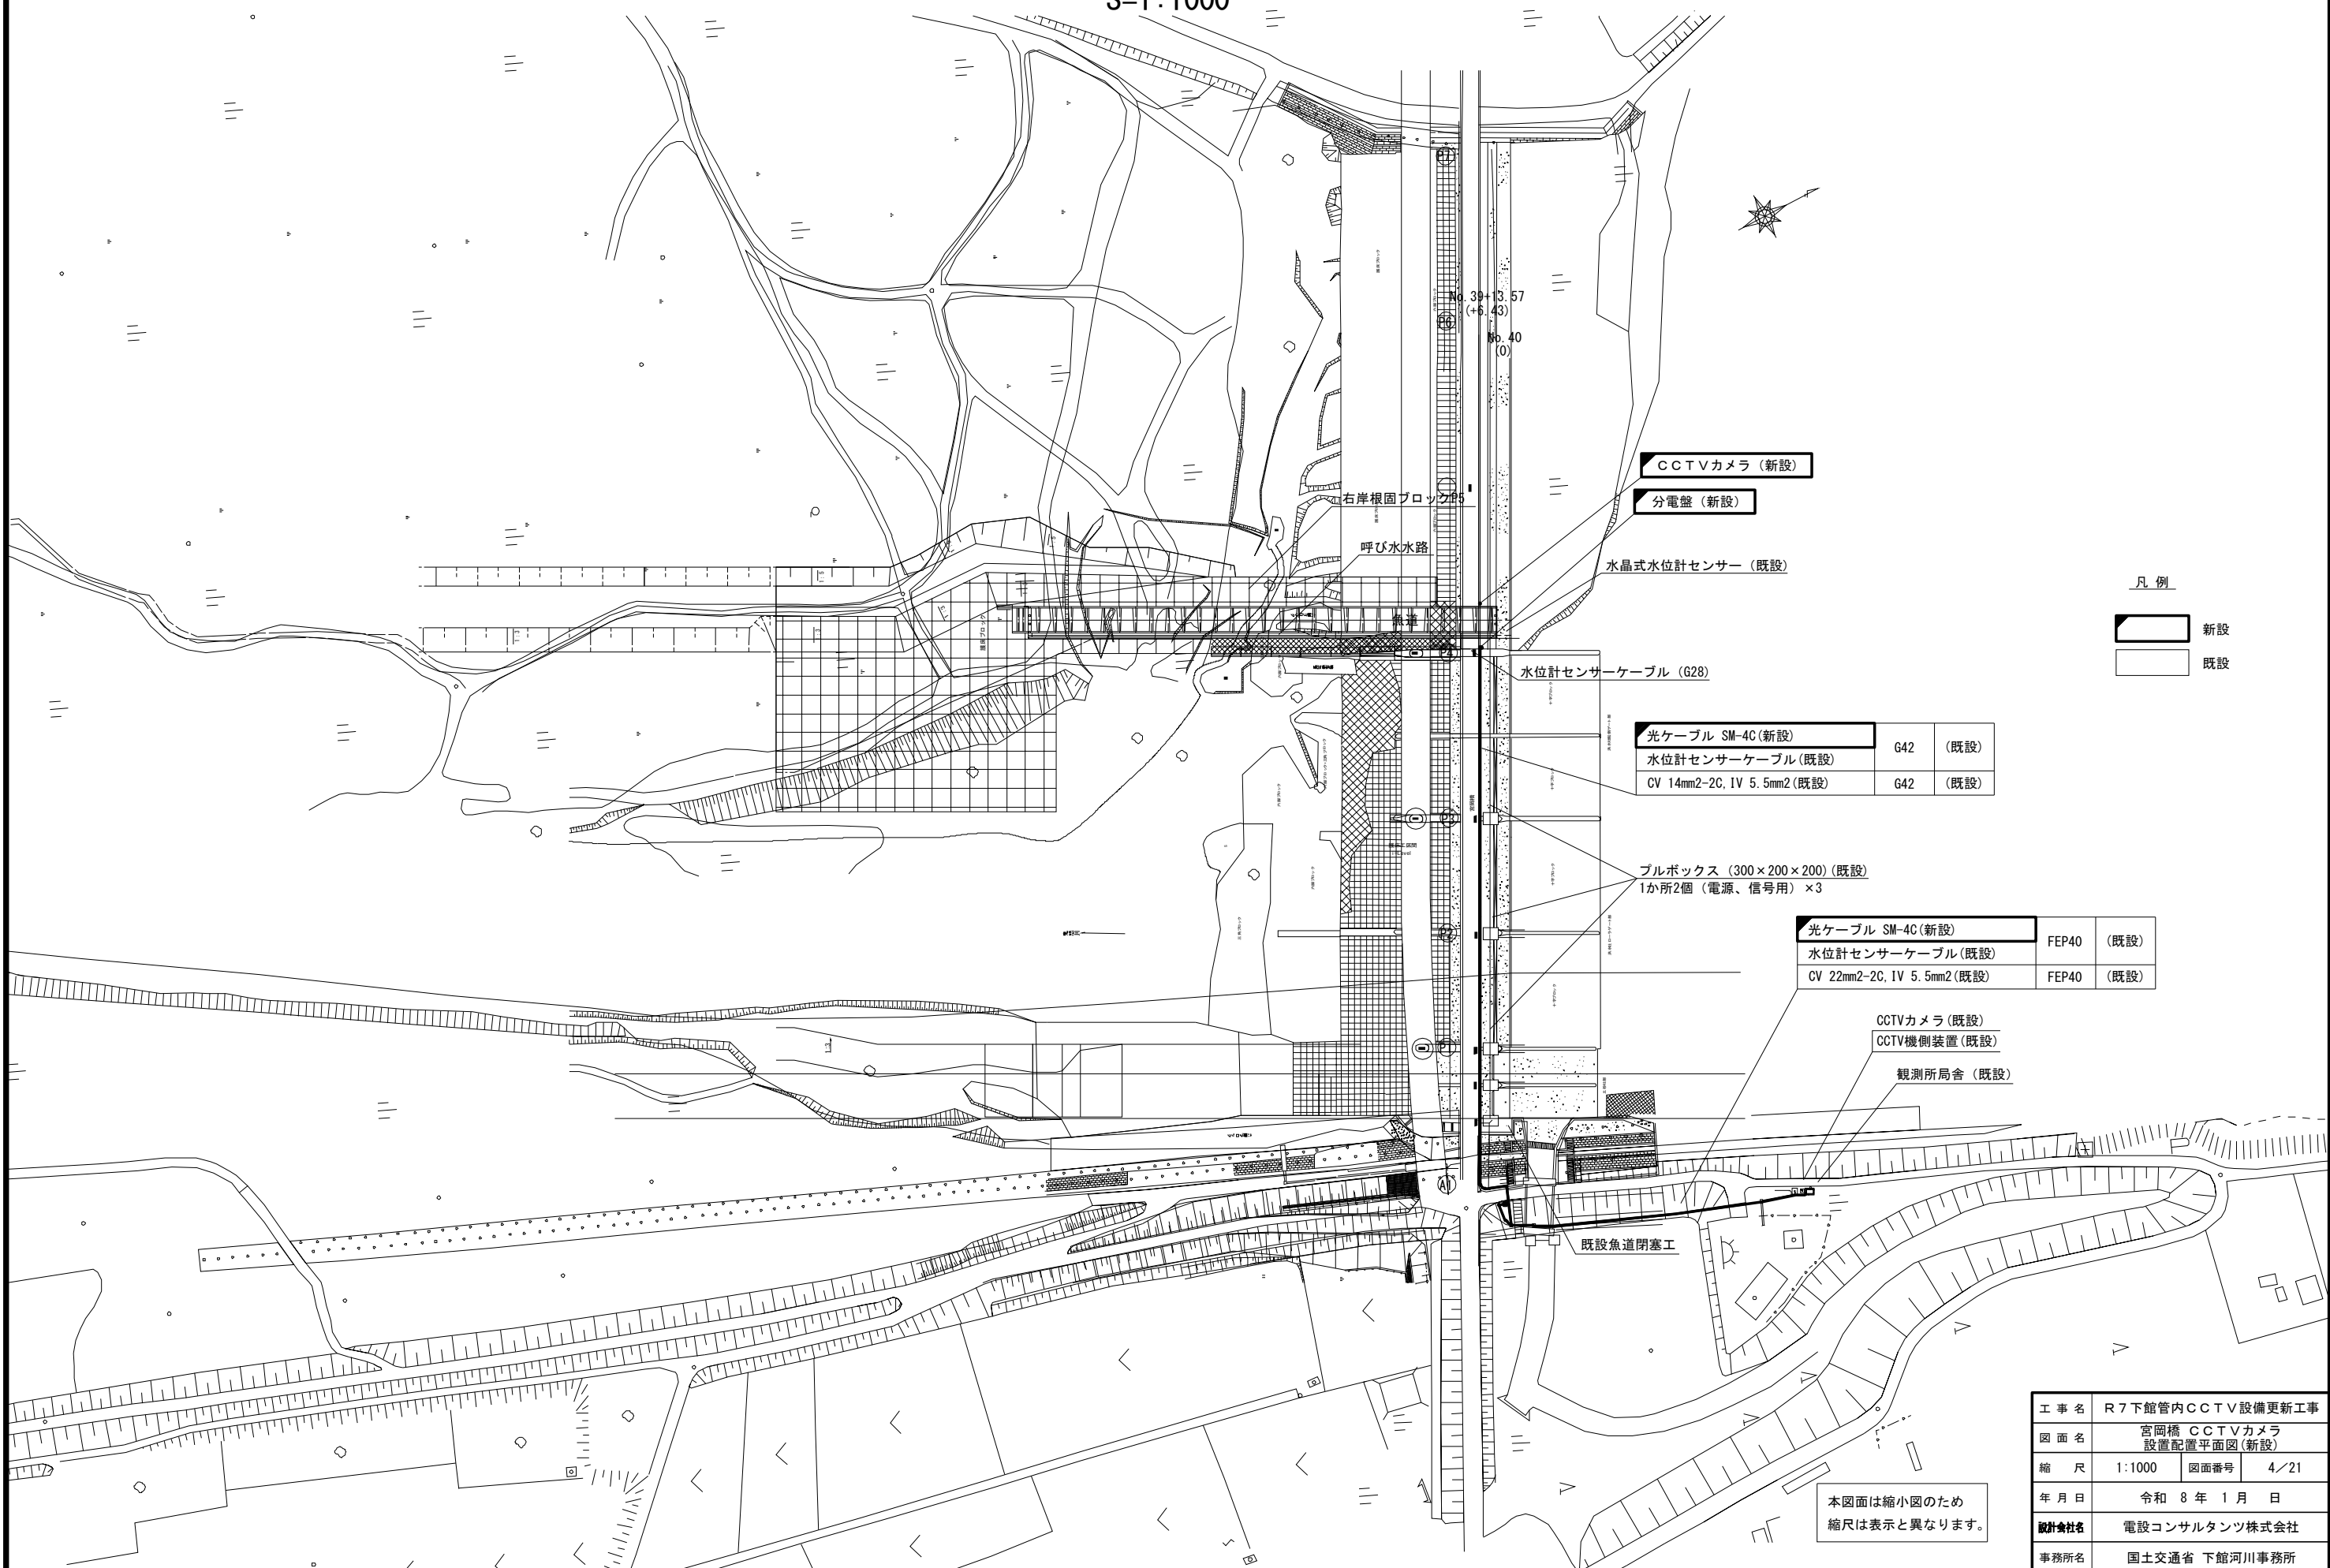 S=1:1000
P7
No.39+13.57
(+6.43)
P6
No.40
(0)
CCTVカメラ（新設）
分電盤（新設）
右岸根固ブロックP5
呼び水水路
水晶式水位計センサー（既設）
凡 例
新設
既設
魚道
護床ブロック
P4
水位計センサーケーブル（G28）
光ケーブル SM-4C(新設)
G42 （既設）
水位計センサーケーブル(既設)
CV 14mm2-2C,IV 5.5mm2(既設) G42 （既設）
P3
プルボックス（300×200×200)(既設)
1か所2個（電源、信号用）×3
P2
光ケーブル SM-4C(新設)
FEP40 （既設）
水位計センサーケーブル(既設)
CV 22mm2-2C,IV 5.5mm2(既設) FEP40 （既設）
CCTVカメラ(既設)
CCTV機側装置(既設)
P1
観測所局舎（既設）
A1
既設魚道閉塞工
本図面は縮小図のため
縮尺は表示と異なります。
工 事 名 R7下館管内CCTV設備更新工事
図 面 名 宮岡橋 CCTVカメラ
設置配置平面図(新設)
縮 尺 1:1000 図面番号 4／21
年 月 日 令和 8 年 1 月 日
設計会社名 電設コンサルタンツ株式会社
事務所名 国土交通省 下館河川事務所